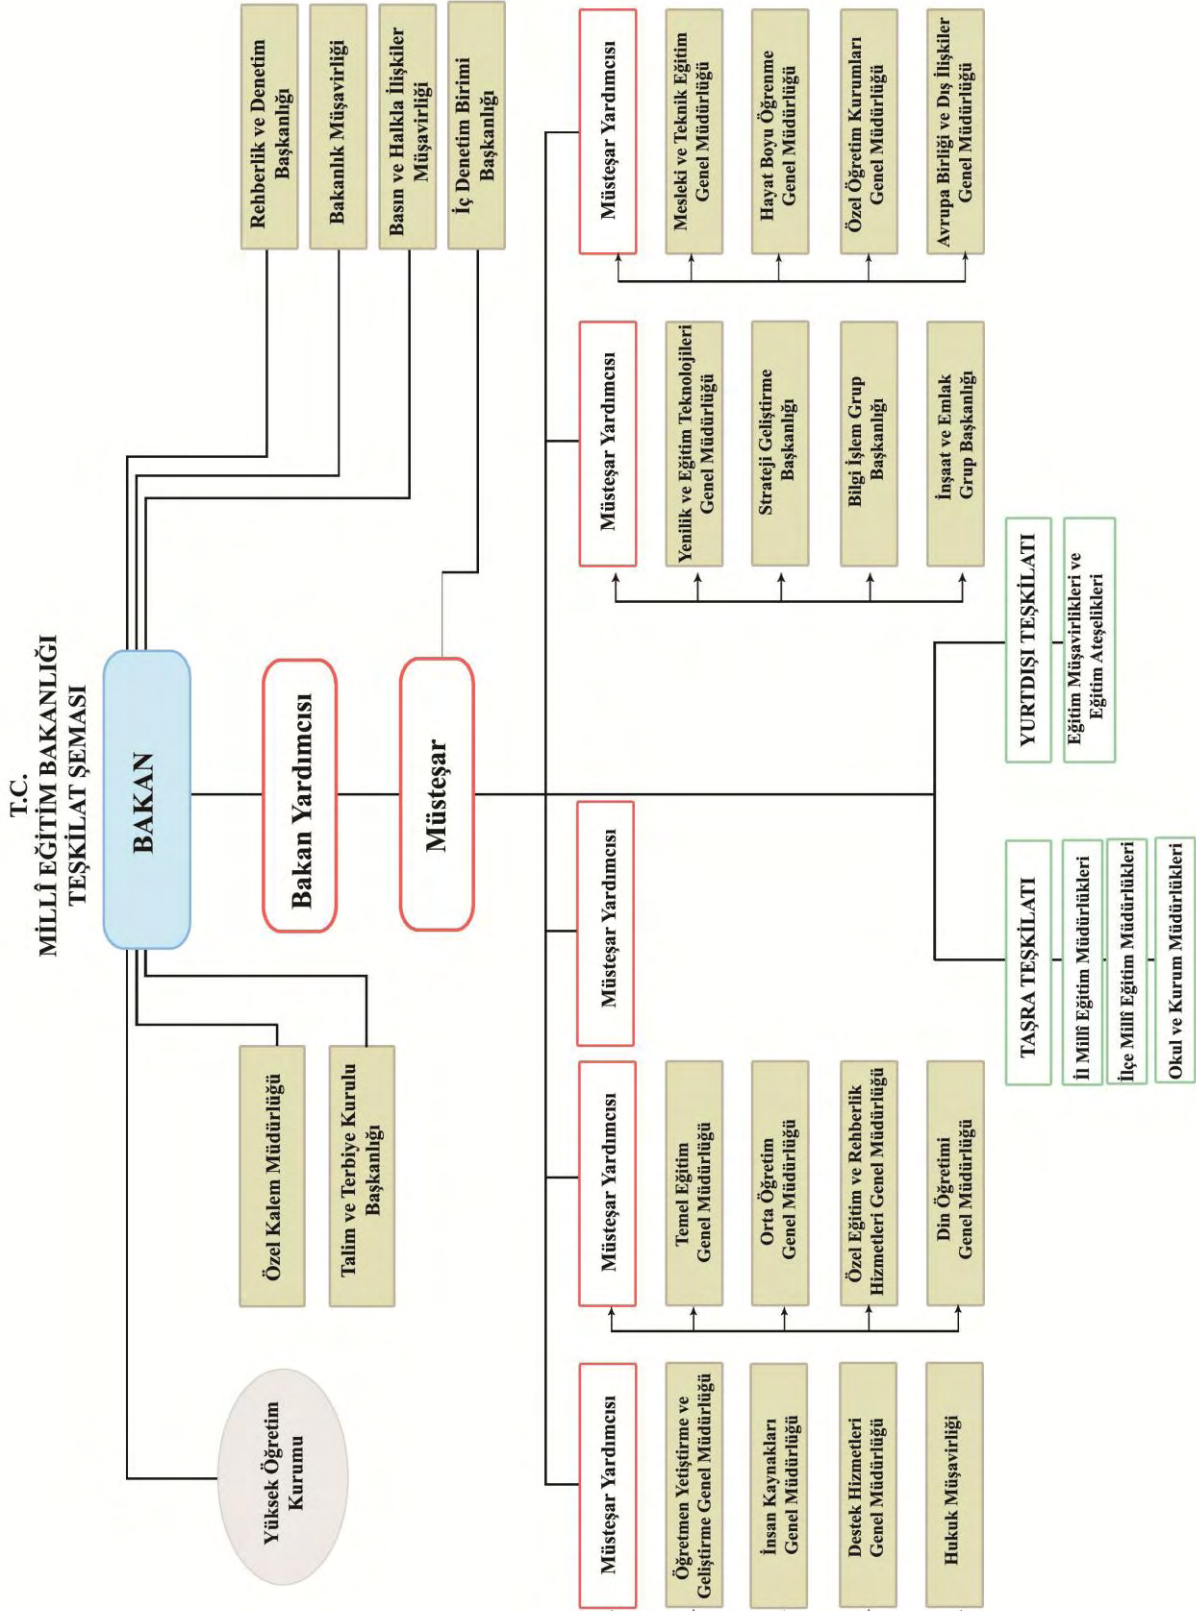 T.C.
MİLLÎ EĞİTİM BAKANLIĞI
TEŞKİLAT ŞEMASI
BAKAN
Bakan Yardımcısı
Müsteşar
Yüksek Öğretim
Kurumu
Özel Kalem Müdürlüğü
Talim ve Terbiye Kurulu
Başkanlığı
Rehberlik ve Denetim
Başkanlığı
Bakanlık Müşavirliği
Basın ve Halkla İlişkiler
Müşavirliği
İç Denetim Birimi
Başkanlığı
Müsteşar Yardımcısı
Öğretmen Yetiştirme ve
Geliştirme Genel Müdürlüğü
İnsan Kaynakları
Genel Müdürlüğü
Destek Hizmetleri
Genel Müdürlüğü
Hukuk Müşavirliği
Müsteşar Yardımcısı
Temel Eğitim
Genel Müdürlüğü
Orta Öğretim
Genel Müdürlüğü
Özel Eğitim ve Rehberlik
Hizmetleri Genel Müdürlüğü
Din Öğretimi
Genel Müdürlüğü
Müsteşar Yardımcısı
Müsteşar Yardımcısı
Yenilik ve Eğitim Teknolojileri
Genel Müdürlüğü
Strateji Geliştirme
Başkanlığı
Bilgi İşlem Grup
Başkanlığı
İnşaat ve Emlak
Grup Başkanlığı
Müsteşar Yardımcısı
Mesleki ve Teknik Eğitim
Genel Müdürlüğü
Hayat Boyu Öğrenme
Genel Müdürlüğü
Özel Öğretim Kurumları
Genel Müdürlüğü
Avrupa Birliği ve Dış İlişkiler
Genel Müdürlüğü
TAŞRA TEŞKİLATI
İl Millî Eğitim Müdürlükleri
İlçe Millî Eğitim Müdürlükleri
Okul ve Kurum Müdürlükleri
YURTDIŞI TEŞKİLATI
Eğitim Müşavirlikleri ve
Eğitim Ateşelikleri